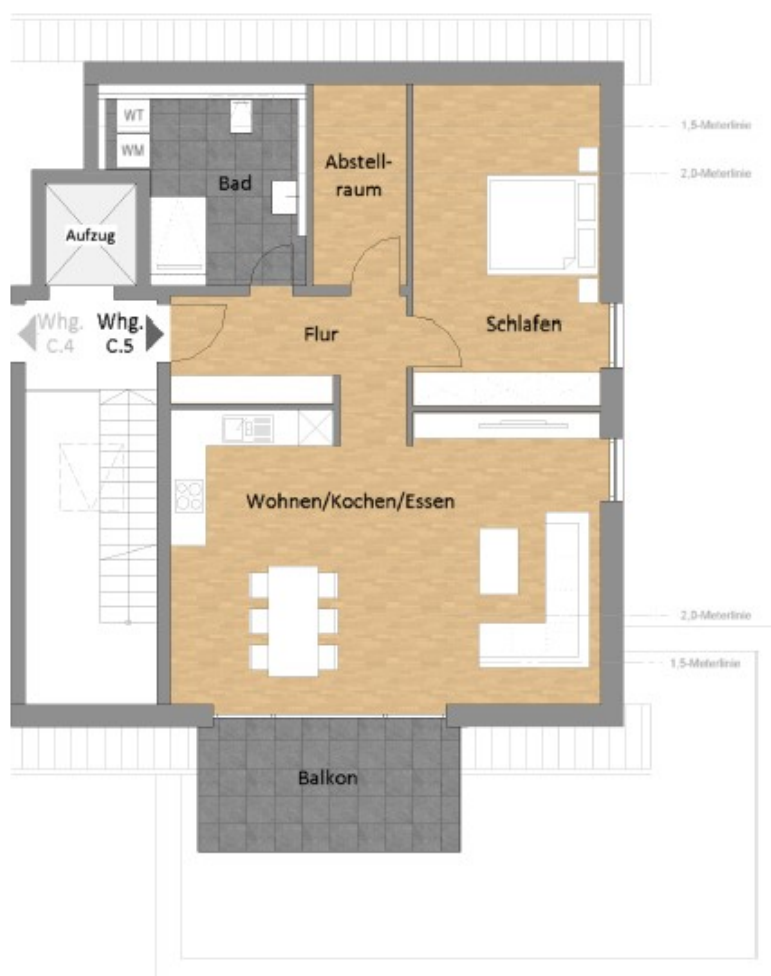 WT
1,5-Meterlinie
WM
Abstell-
raum
2,0-Meterlinie
Bad
Aufzug
Whg.
C.4
Whg.
C.5
Flur
Schlafen
Wohnen/Kochen/Essen
2,0-Meterlinie
1,5-Meterlinie
Balkon